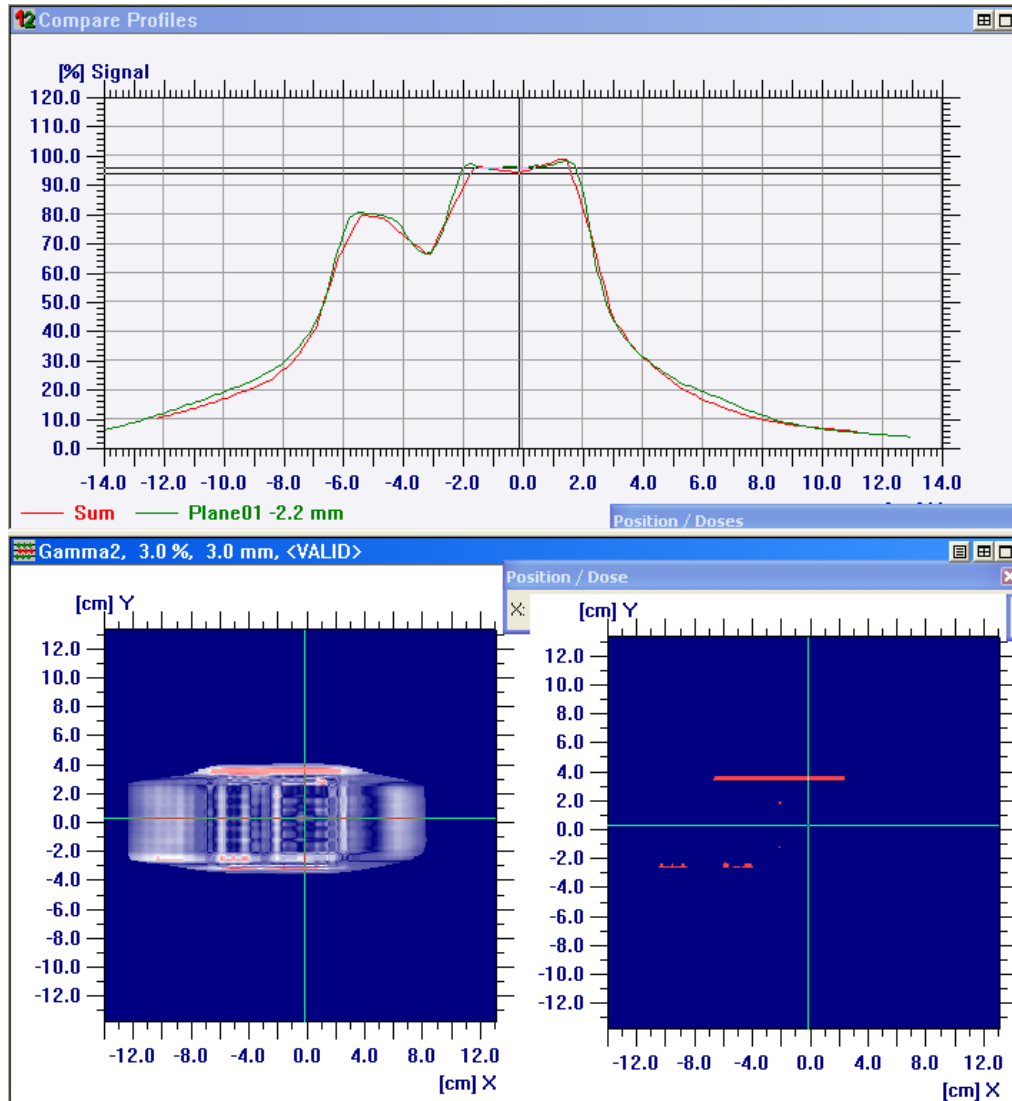 Compare Profiles
[%] Signal
120.0
110.0
100.0
90.0
80.0
70.0
60.0
50.0
40.0
30.0
20.0
10.0
0.0
-14.0 -12.0 -10.0 -8.0 -6.0 -4.0 -2.0 0.0 2.0 4.0 6.0 8.0 10.0 12.0 14.0
Sum Plane01 -2.2 mm
Position / Doses
Gamma2, 3.0 %, 3.0 mm, <VALID>
Position / Dose
X:
[cm] Y
12.0
10.0
8.0
6.0
4.0
2.0
0.0
-2.0
-4.0
-6.0
-8.0
-10.0
-12.0
-12.0 -8.0 -4.0 0.0 4.0 8.0 12.0
[cm] X
[cm] Y
12.0
10.0
8.0
6.0
4.0
2.0
0.0
-2.0
-4.0
-6.0
-8.0
-10.0
-12.0
-12.0 -8.0 -4.0 0.0 4.0 8.0 12.0
[cm] X